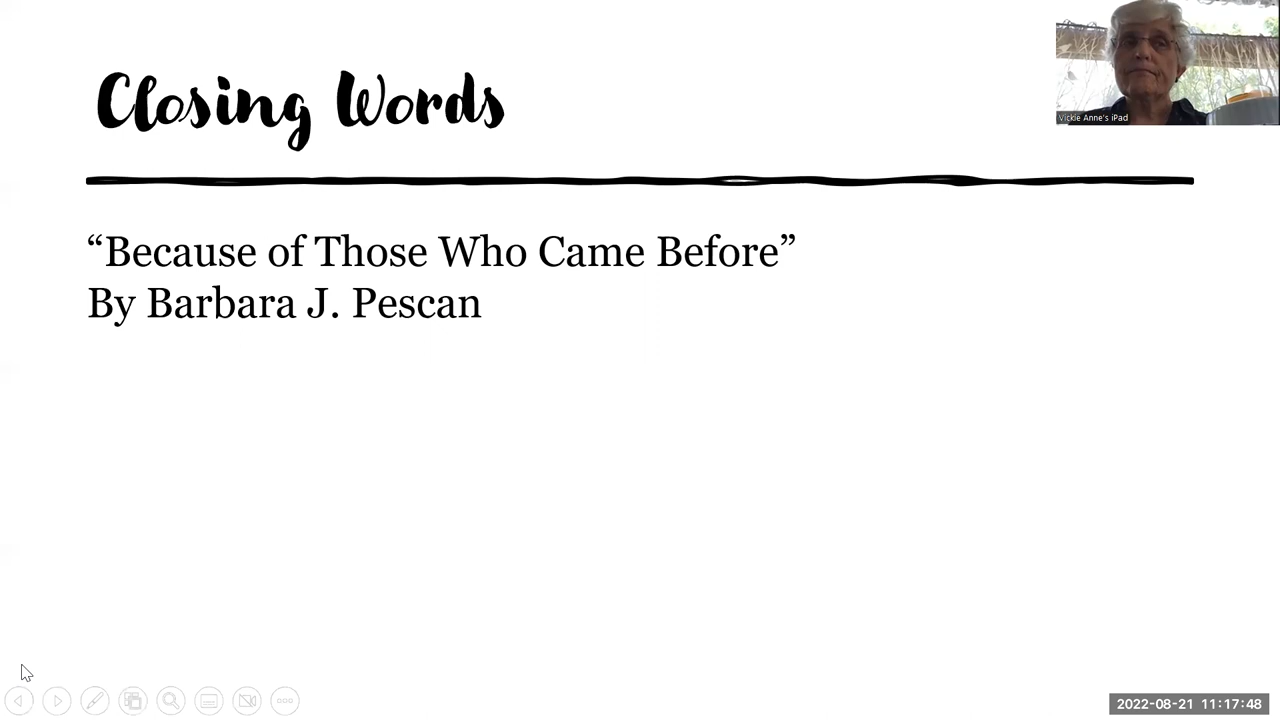 Closing Words
Vickie Anne's iPad
“Because of Those Who Came Before”
By Barbara J. Pescan
2022-08-21 11:17:48